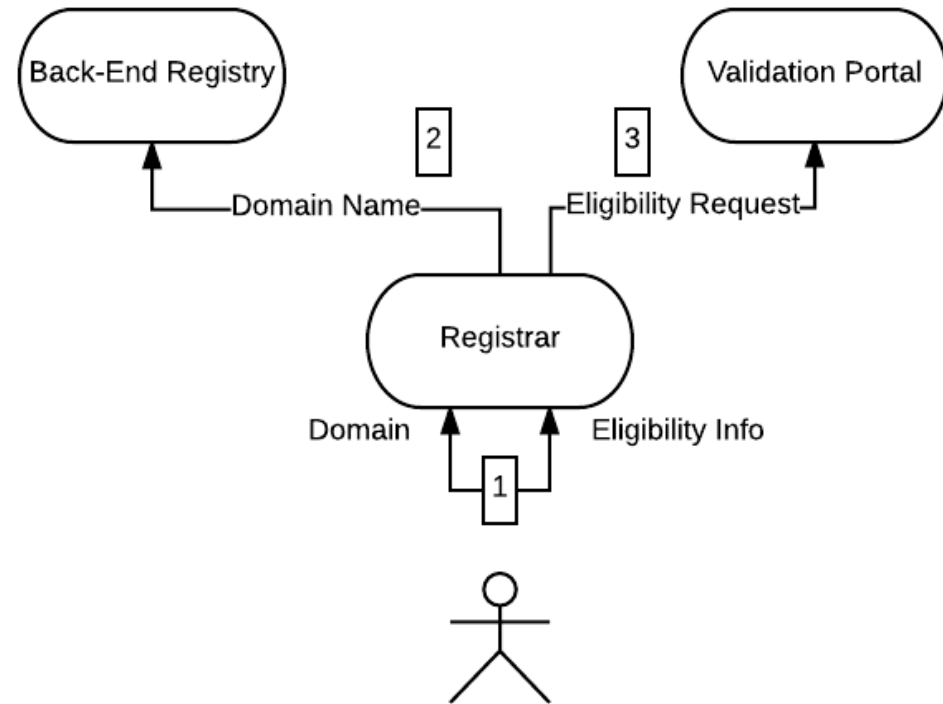 Back-End Registry
Validation Portal
2
3
Domain Name
Eligibility Request
Registrar
Domain
Eligibility Info
1